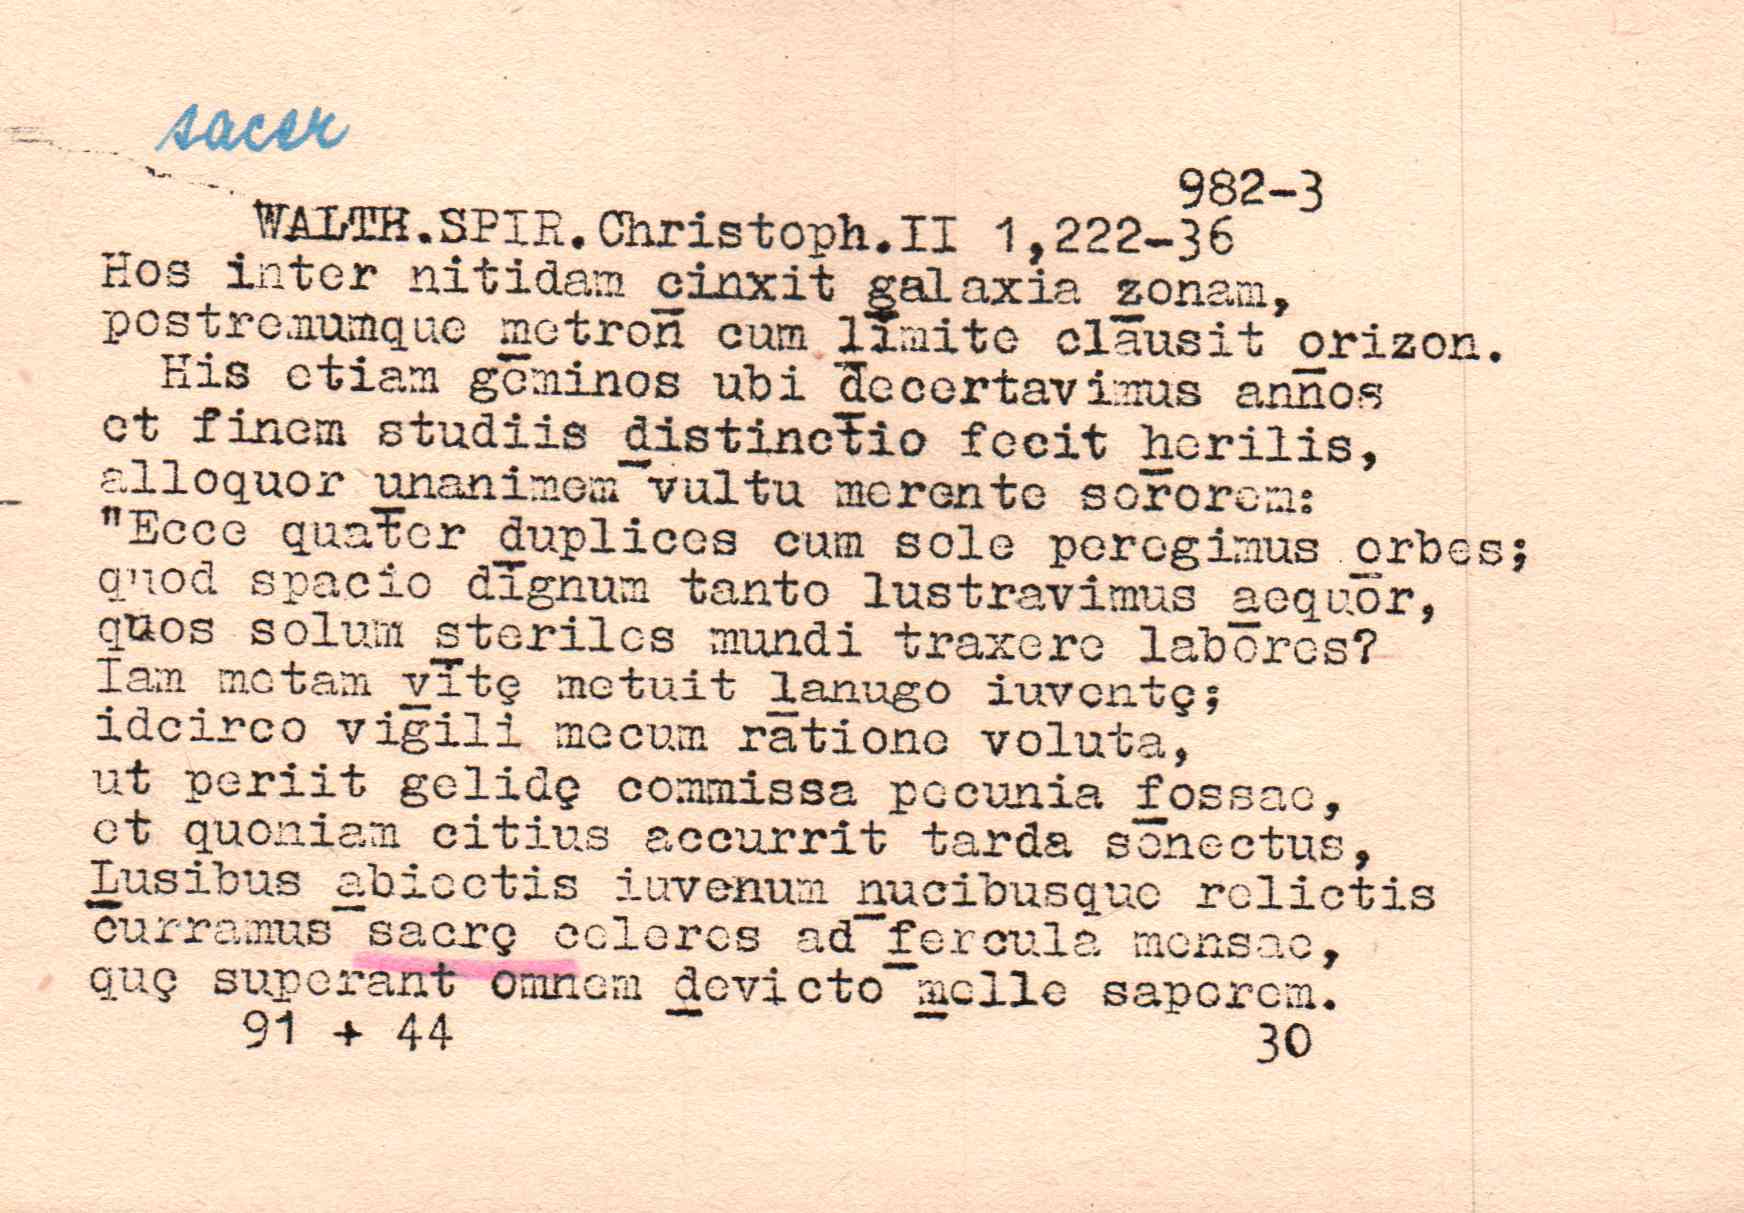 sacer
982-3
WALTH.SPIR.Christoph.II 1,222-36
Hos inter nitidam cinxit galaxia zonam,
postremumque metron cum limite clausit orizon.
His etiam geminos ubi decertavimus annos
et finem studiis distinctio fecit herilis,
alloquor unanimem vultu merente sororem:
"Ecce quater duplices cum sole peregimus orbes;
quod spacio dignum tanto lustravimus aequor,
quos solum steriles mundi traxere labores?
Iam metam vitę metuit lanugo iuventę;
idcirco vigili mecum ratione voluta,
ut periit gelidę commissa pecunia fossae,
et quoniam citius accurrit tarda senectus,
Lusibus abiectis iuvenum nucibusque relictis
curramus sacrę celeres ad fercula mensae,
quę superant omnem devicto melle saporem.
91 + 44 30